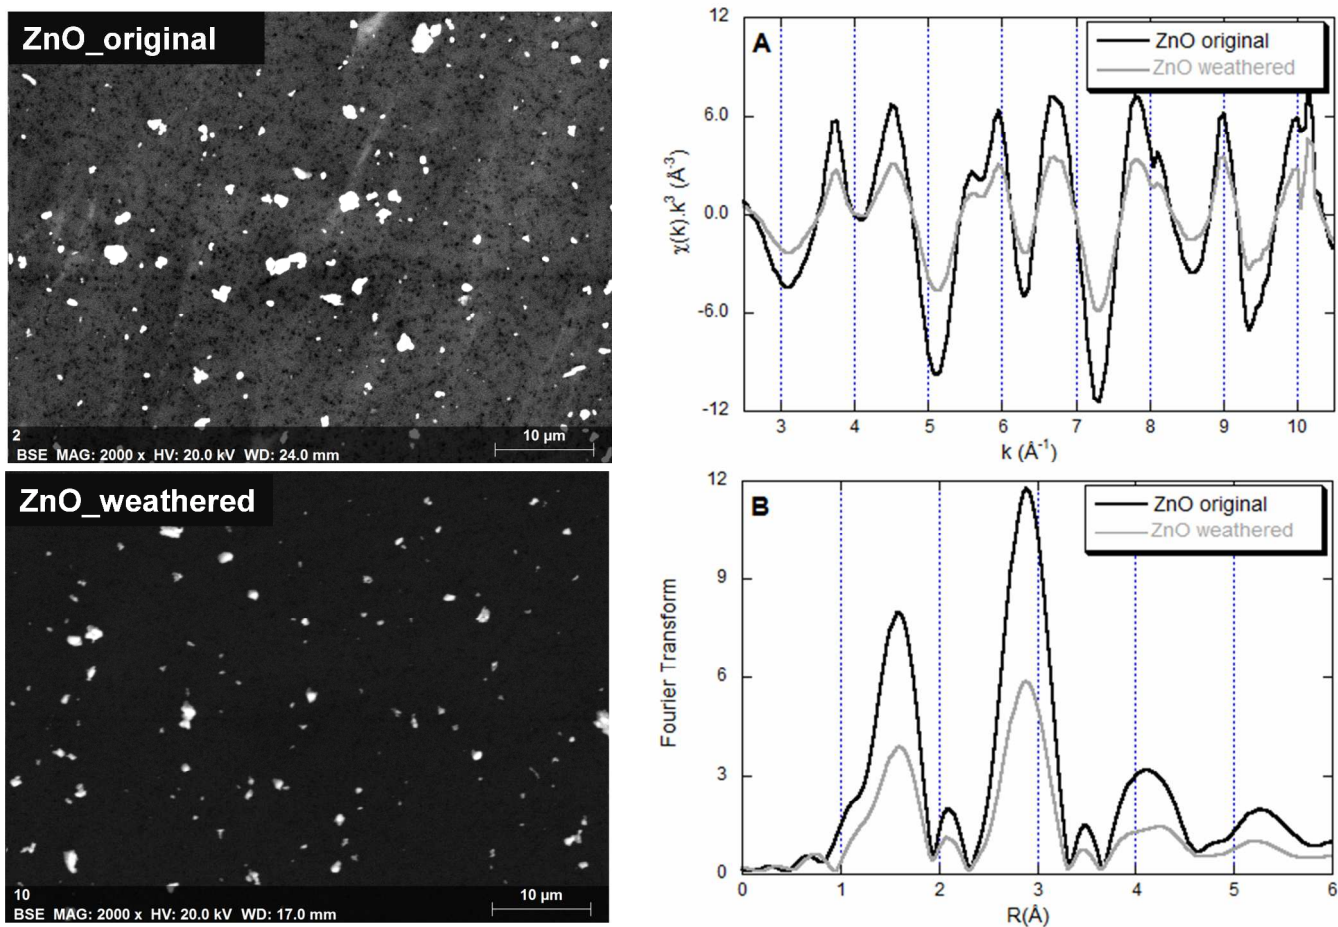 ZnO_original
2
10 µm
BSE MAG: 2000 x HV: 20.0 kV WD: 24.0 mm
ZnO_weathered
10
10 µm
BSE MAG: 2000 x HV: 20.0 kV WD: 17.0 mm
A
ZnO original
ZnO weathered
12
6.0
0.0
-6.0
-12
χ(k).k³ (Å⁻³)
3 4 5 6 7 8 9 10
k (Å⁻¹)
B
ZnO original
ZnO weathered
12
9
6
3
0
Fourier Transform
0 1 2 3 4 5 6
R(Å)